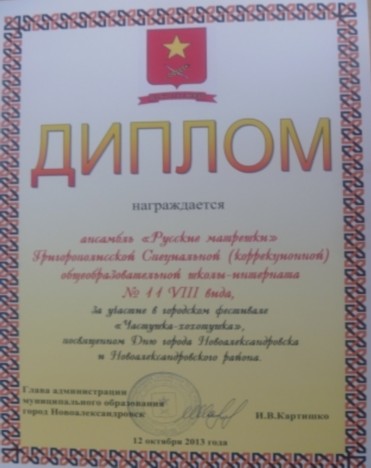 ДИПЛОМ
награждается
ансамбль «Русские матрешки»
Григорополисской Специальной (коррекционной)
общеобразовательной школы-интерната
№ 11 VIII вида,
за участие в городском фестивале
«Частушка-хохотушка»,
посвященном Дню города Новоалександровска
и Новоалександровского района.
Глава администрации
муниципального образования
город Новоалександровск
И.В.Картишко
12 октября 2013 года